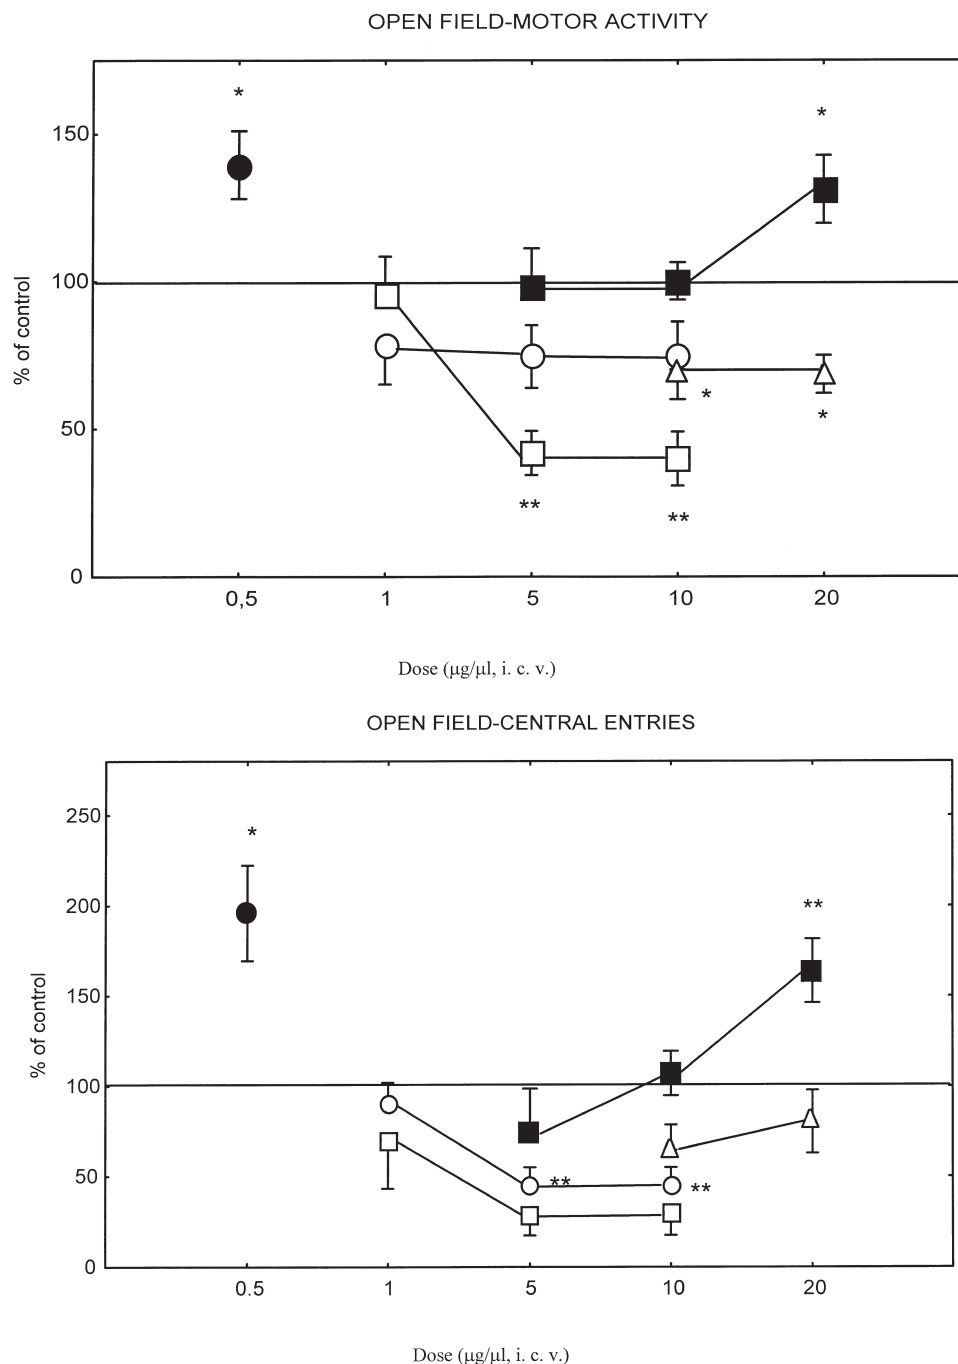 OPEN FIELD-MOTOR ACTIVITY
*
*
150
100
% of control
*
50
*
**
**
0
0,5 1 5 10 20
Dose (µg/µl, i. c. v.)
OPEN FIELD-CENTRAL ENTRIES
250
*
200
**
150
% of control
100
50
**
**
0
0.5 1 5 10 20
Dose (µg/µl, i. c. v.)